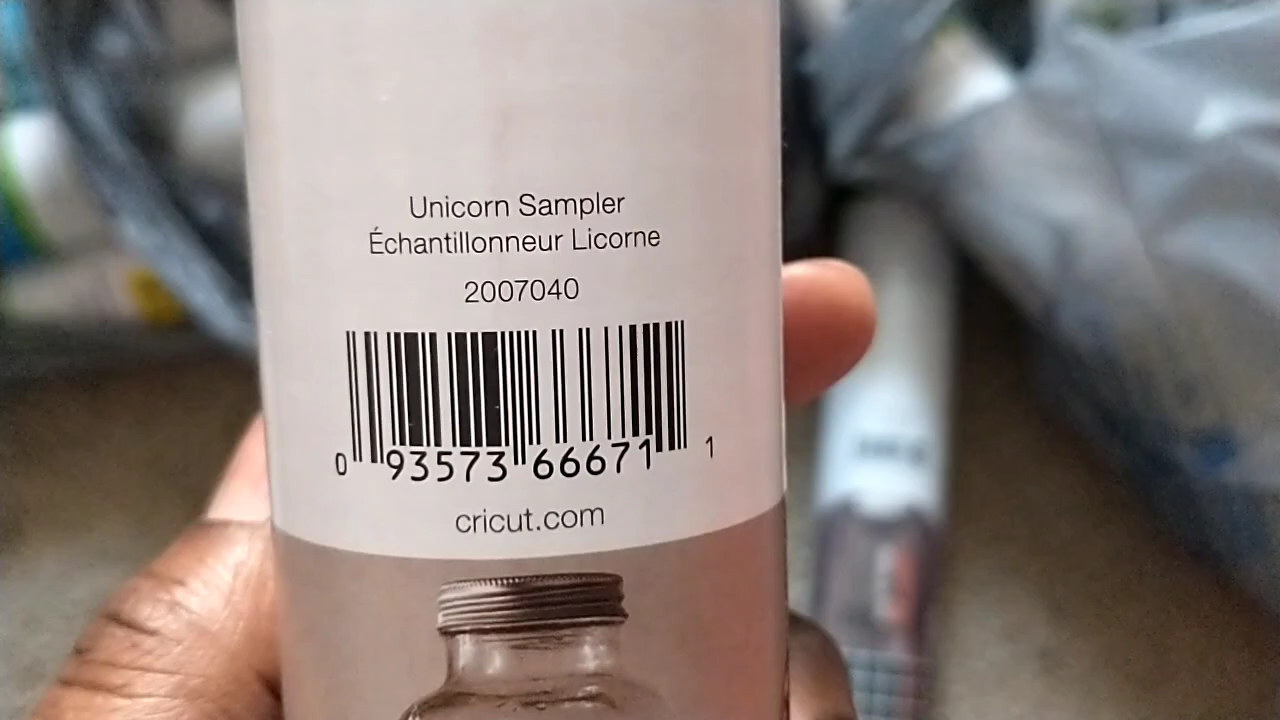 Unicorn Sampler
Échantillonneur Licorne
2007040
0 93573 66671 1
cricut.com